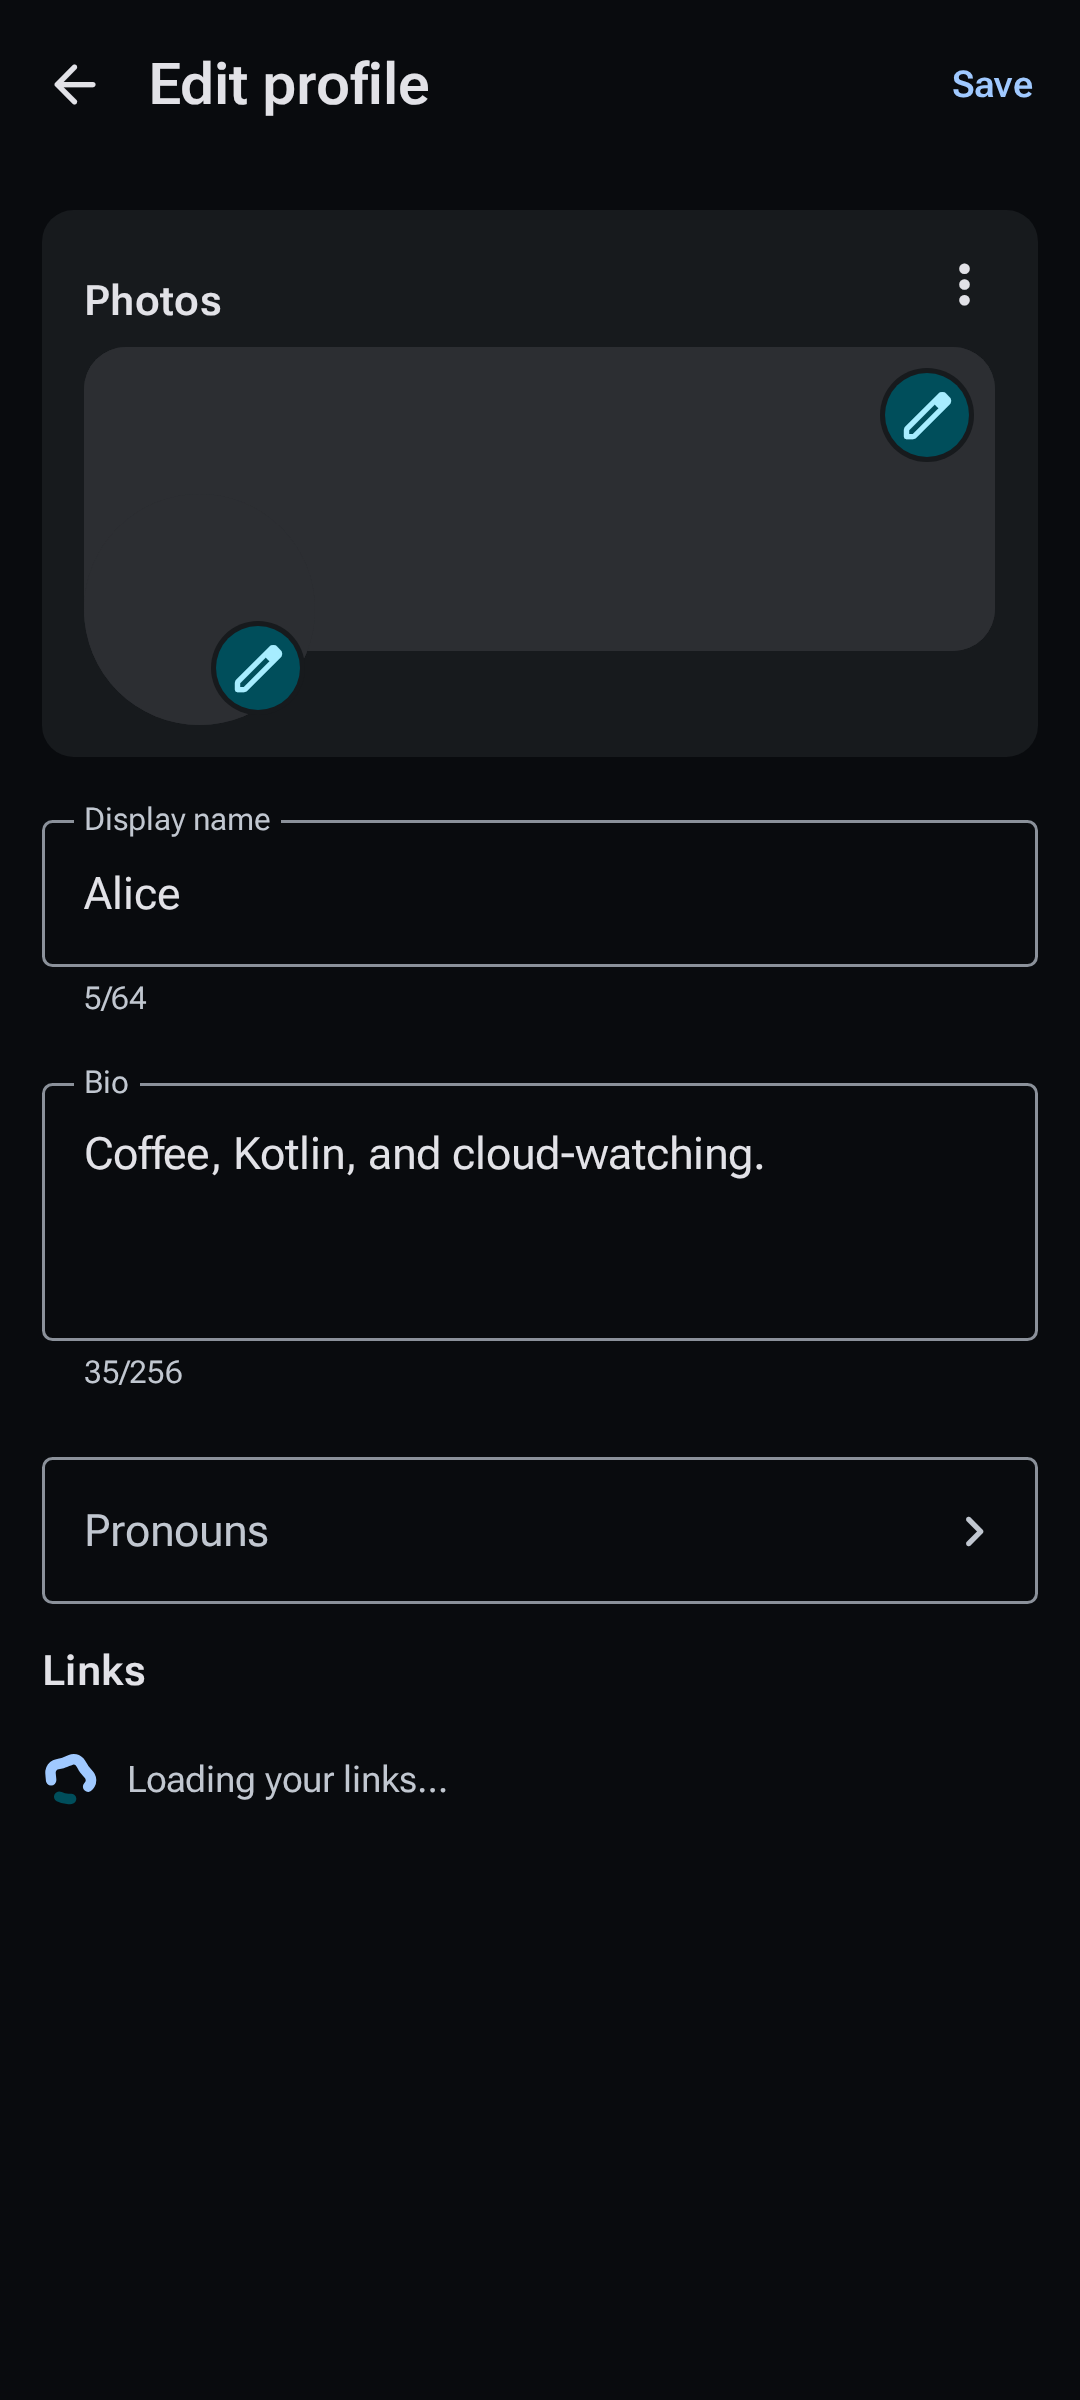 Edit profile
Save
Photos
Display name
Alice
5/64
Bio
Coffee, Kotlin, and cloud-watching.
35/256
Pronouns
Links
Loading your links...